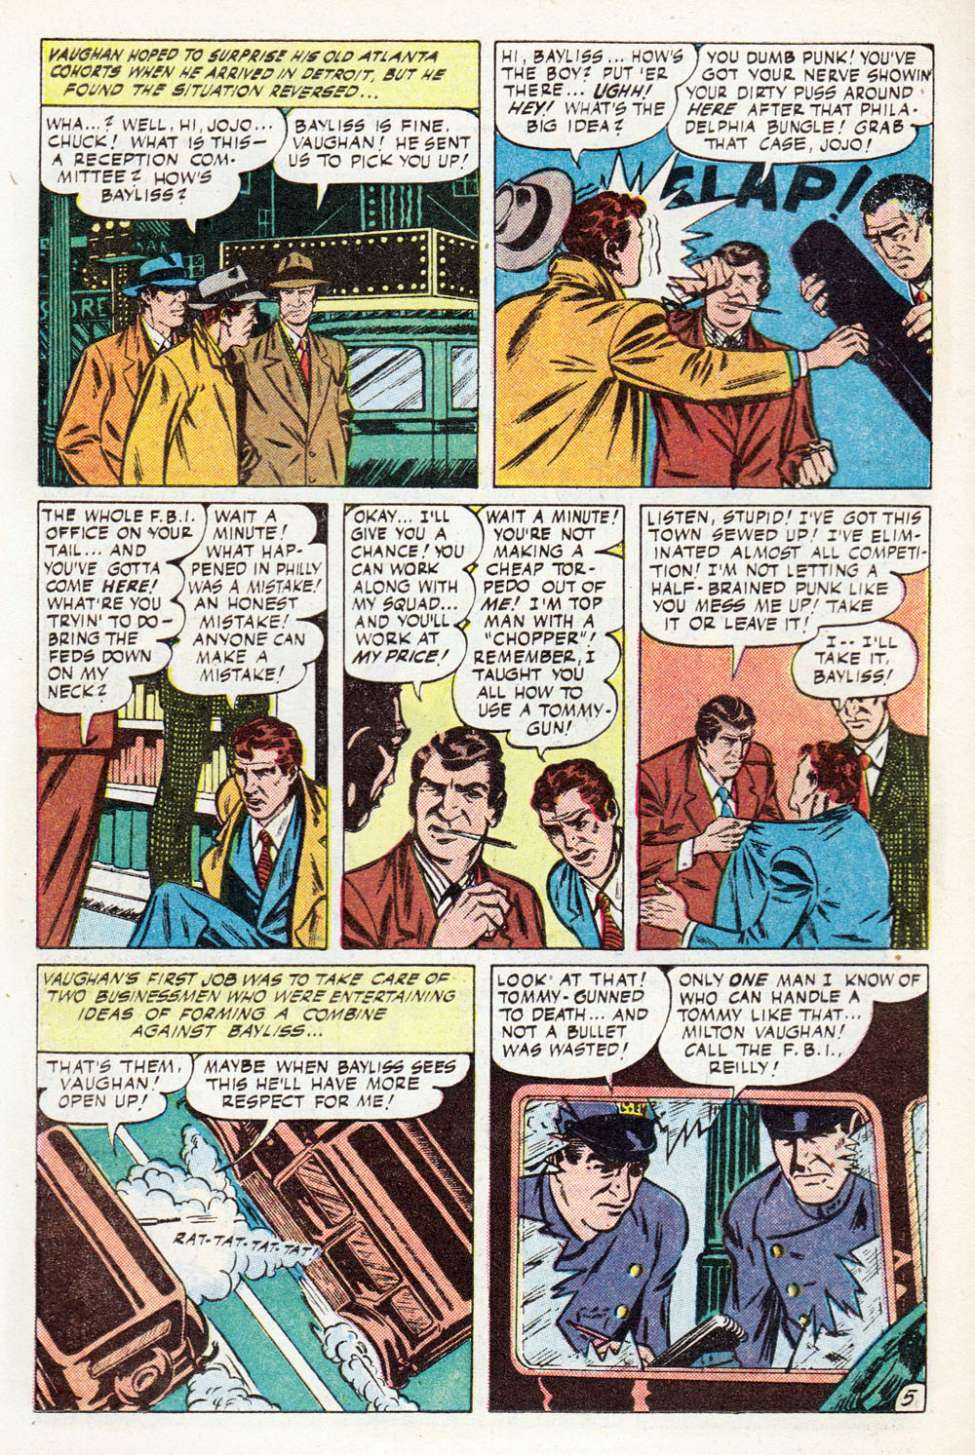 VAUGHAN HOPED TO SURPRISE HIS OLD ATLANTA
COHORTS WHEN HE ARRIVED IN DETROIT, BUT HE
FOUND THE SITUATION REVERSED...
WHA...? WELL, HI, JOJO...
CHUCK! WHAT IS THIS—
A RECEPTION COM-
MITTEE? HOW'S
BAYLISS?
BAYLISS IS FINE,
VAUGHAN! HE SENT
US TO PICK YOU UP!
BAR
STORE
HI, BAYLISS... HOW'S
THE BOY? PUT 'ER
THERE... UGHH!
HEY! WHAT'S THE
BIG IDEA?
YOU DUMB PUNK! YOU'VE
GOT YOUR NERVE SHOWIN'
YOUR DIRTY PUSS AROUND
HERE AFTER THAT PHILA-
DELPHIA BUNGLE! GRAB
THAT CASE, JOJO!
SLAP!
THE WHOLE F.B.I.
OFFICE ON YOUR
TAIL... AND
YOU'VE GOTTA
COME HERE!
WHAT'RE YOU
TRYIN' TO DO-
BRING THE
FEDS DOWN
ON MY
NECK?
WAIT A
MINUTE!
WHAT HAP-
PENED IN PHILLY
WAS A MISTAKE!
AN HONEST
MISTAKE!
ANYONE CAN
MAKE A
MISTAKE!
OKAY... I'LL
GIVE YOU A
CHANCE! YOU
CAN WORK
ALONG WITH
MY SQUAD...
AND YOU'LL
WORK AT
MY PRICE!
WAIT A MINUTE!
YOU'RE NOT
MAKING A
CHEAP TOR-
PEDO OUT OF
ME! I'M TOP
MAN WITH A
"CHOPPER"!
REMEMBER, I
TAUGHT YOU
ALL HOW TO
USE A TOMMY-
GUN!
LISTEN, STUPID! I'VE GOT THIS
TOWN SEWED UP! I'VE ELIM-
INATED ALMOST ALL COMPETI-
TION! I'M NOT LETTING A
HALF-BRAINED PUNK LIKE
YOU MESS ME UP! TAKE
IT OR LEAVE IT!
I-- I'LL
TAKE IT,
BAYLISS!
VAUGHAN'S FIRST JOB WAS TO TAKE CARE OF
TWO BUSINESSMEN WHO WERE ENTERTAINING
IDEAS OF FORMING A COMBINE
AGAINST BAYLISS...
THAT'S THEM,
VAUGHAN!
OPEN UP!
MAYBE WHEN BAYLISS SEES
THIS HE'LL HAVE MORE
RESPECT FOR ME!
RAT-TAT-TAT-TAT!
4F
LOOK AT THAT!
TOMMY-GUNNED
TO DEATH... AND
NOT A BULLET
WAS WASTED!
ONLY ONE MAN I KNOW OF
WHO CAN HANDLE A
TOMMY LIKE THAT...
MILTON VAUGHAN!
CALL THE F.B.I.,
REILLY!
5